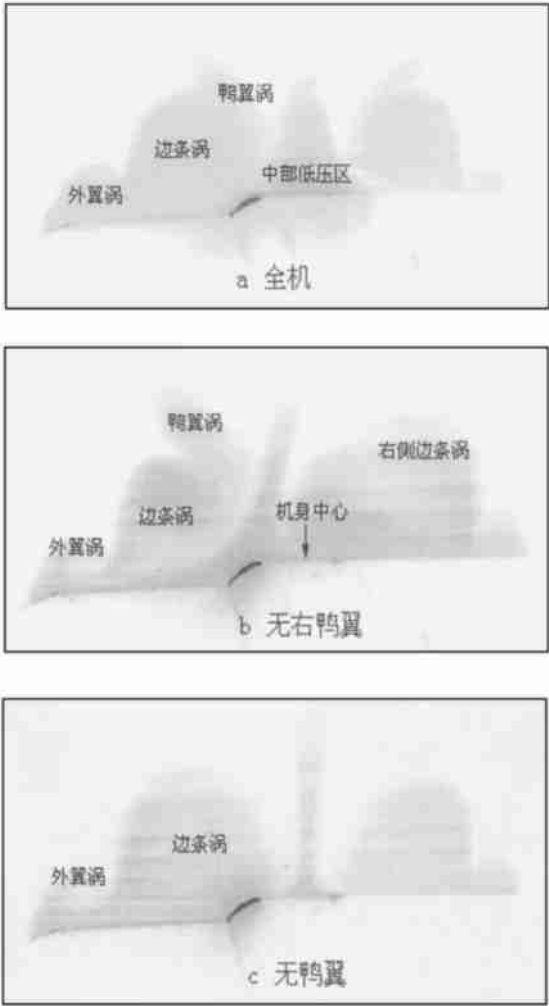 鸭翼涡
边条涡
中部低压区
外翼涡
a 全机
鸭翼涡
右侧边条涡
边条涡
机身中心
外翼涡
b 无右鸭翼
边条涡
外翼涡
c 无鸭翼